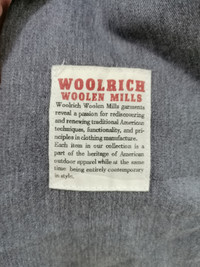 WOOLRICH
WOOLEN MILLS
Woolrich Woolen Mills garments
reveal a passion for rediscovering
and renewing traditional American
techniques, functionality, and prin-
ciples in clothing manufacture.
Each item in our collection is a
part of the heritage of American
outdoor apparel while at the same
time being entirely contemporary
in style.